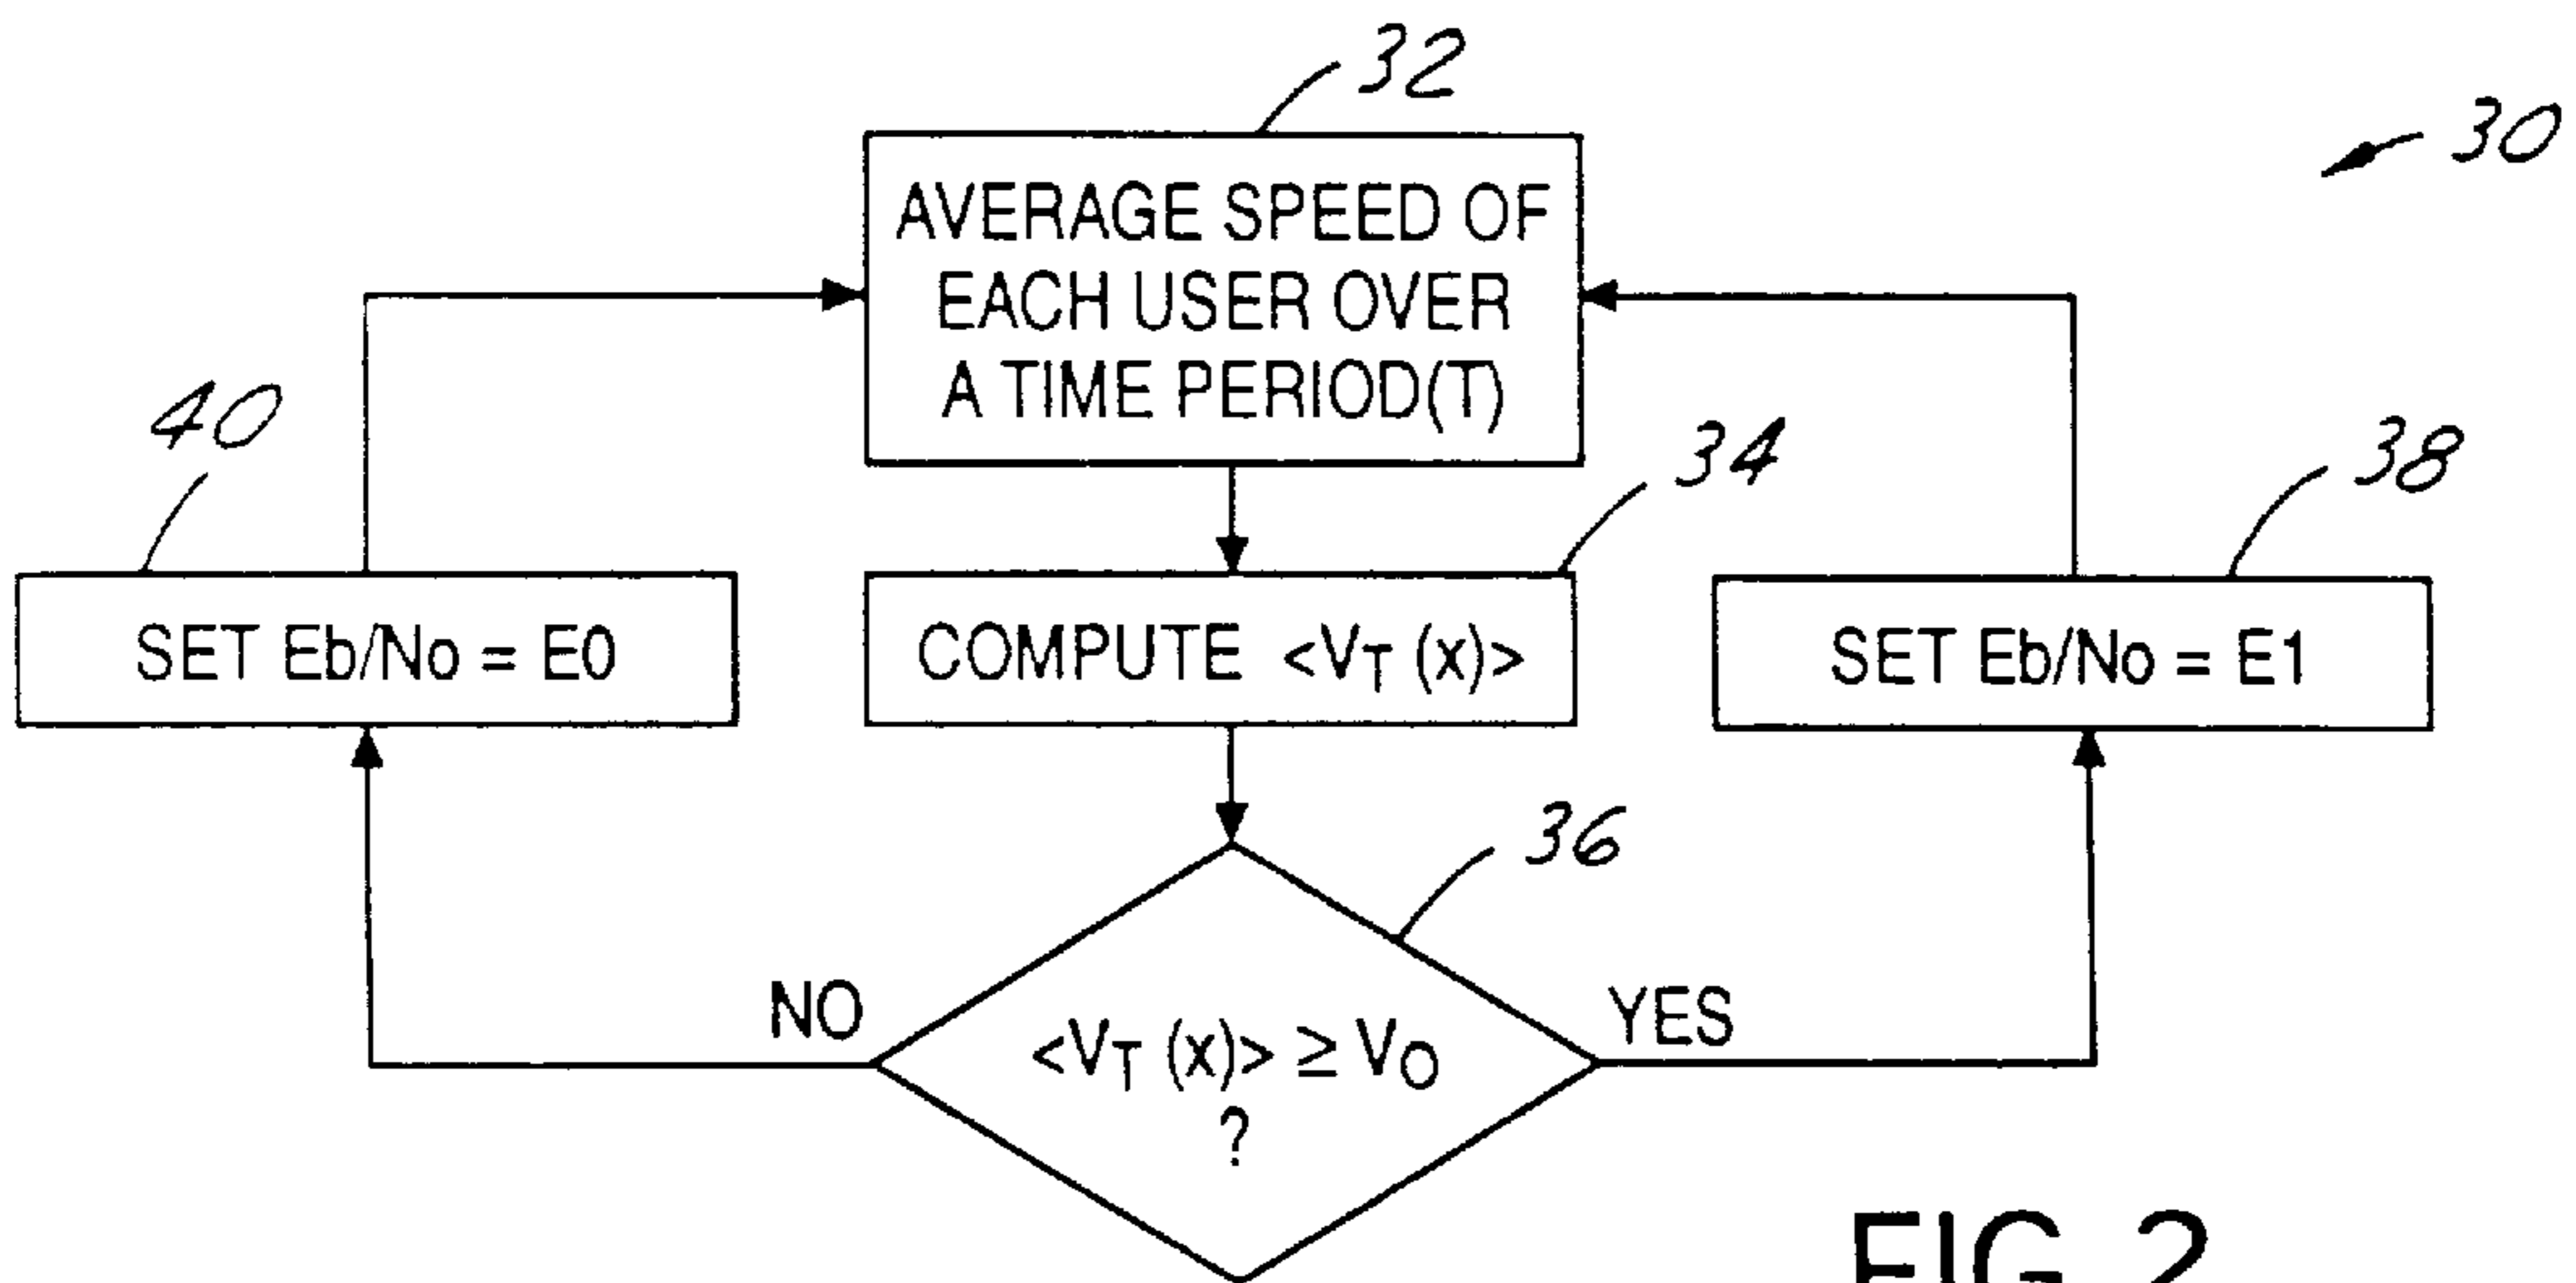 32
30
AVERAGE SPEED OF
EACH USER OVER
A TIME PERIOD(T)
40
34
38
SET Eb/No = E0
COMPUTE <VT (x)>
SET Eb/No = E1
36
NO
YES
<VT (x)> ≥ VO
?
FIG.2